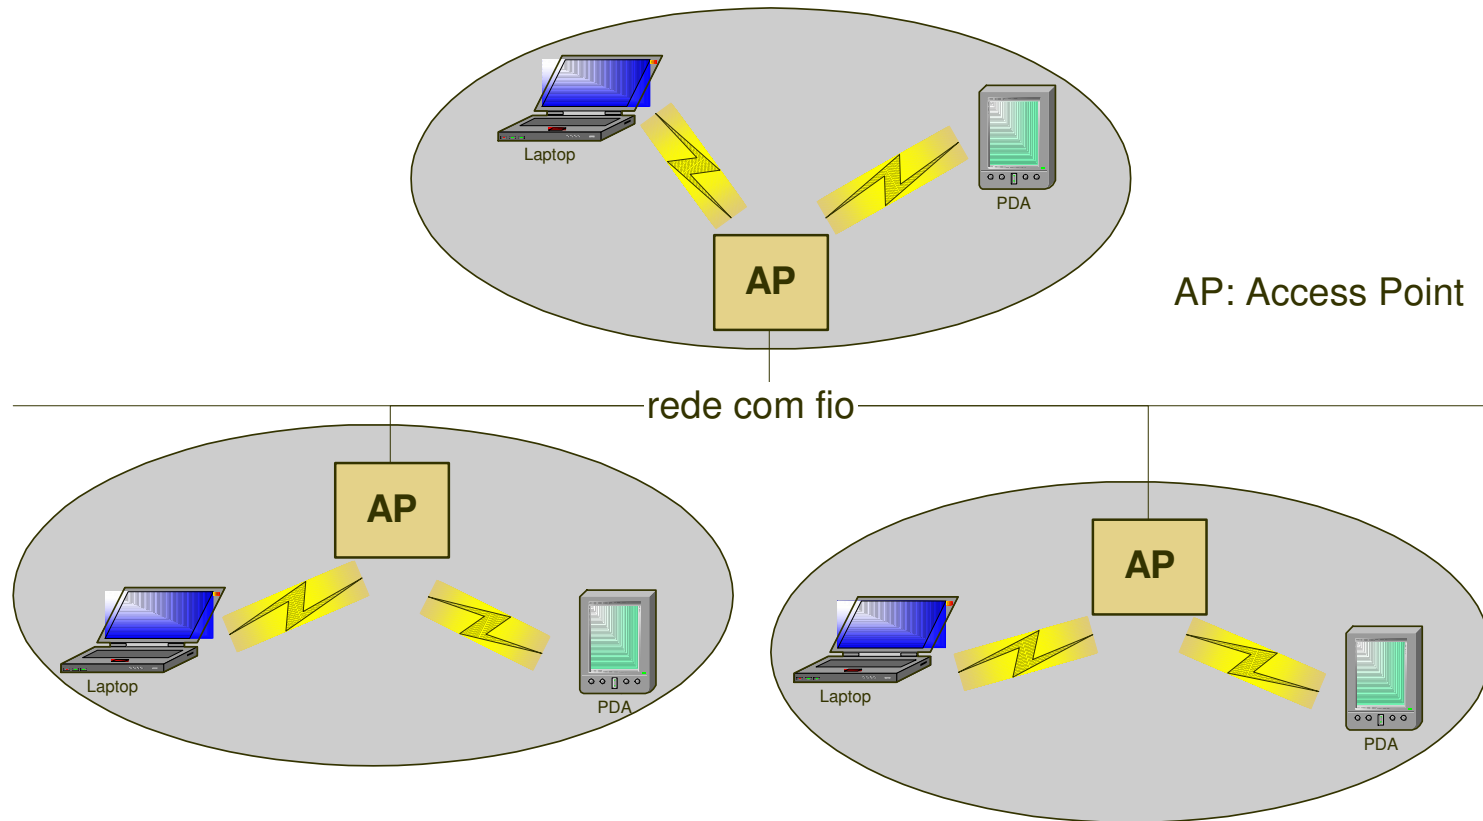 Laptop
PDA
AP
AP: Access Point
rede com fio
AP
Laptop
PDA
AP
Laptop
PDA